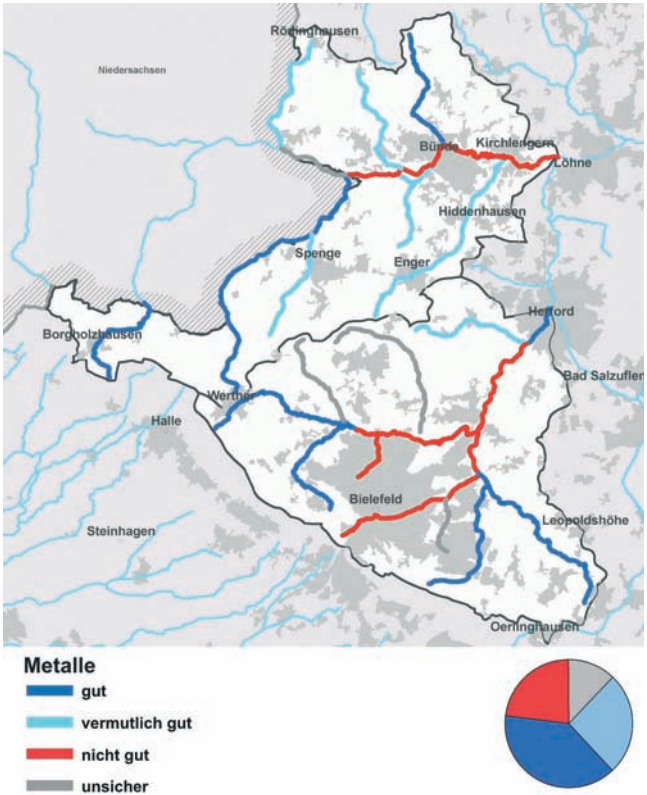 Rödinghausen
Niedersachsen
Bünde
Kirchlengern
Löhne
Hiddenhausen
Spenge
Enger
Herford
Borgholzhausen
Bad Salzuflen
Werther
Halle
Bielefeld
Leopoldshöhe
Steinhagen
Oerlinghausen
Metalle
gut
vermutlich gut
nicht gut
unsicher